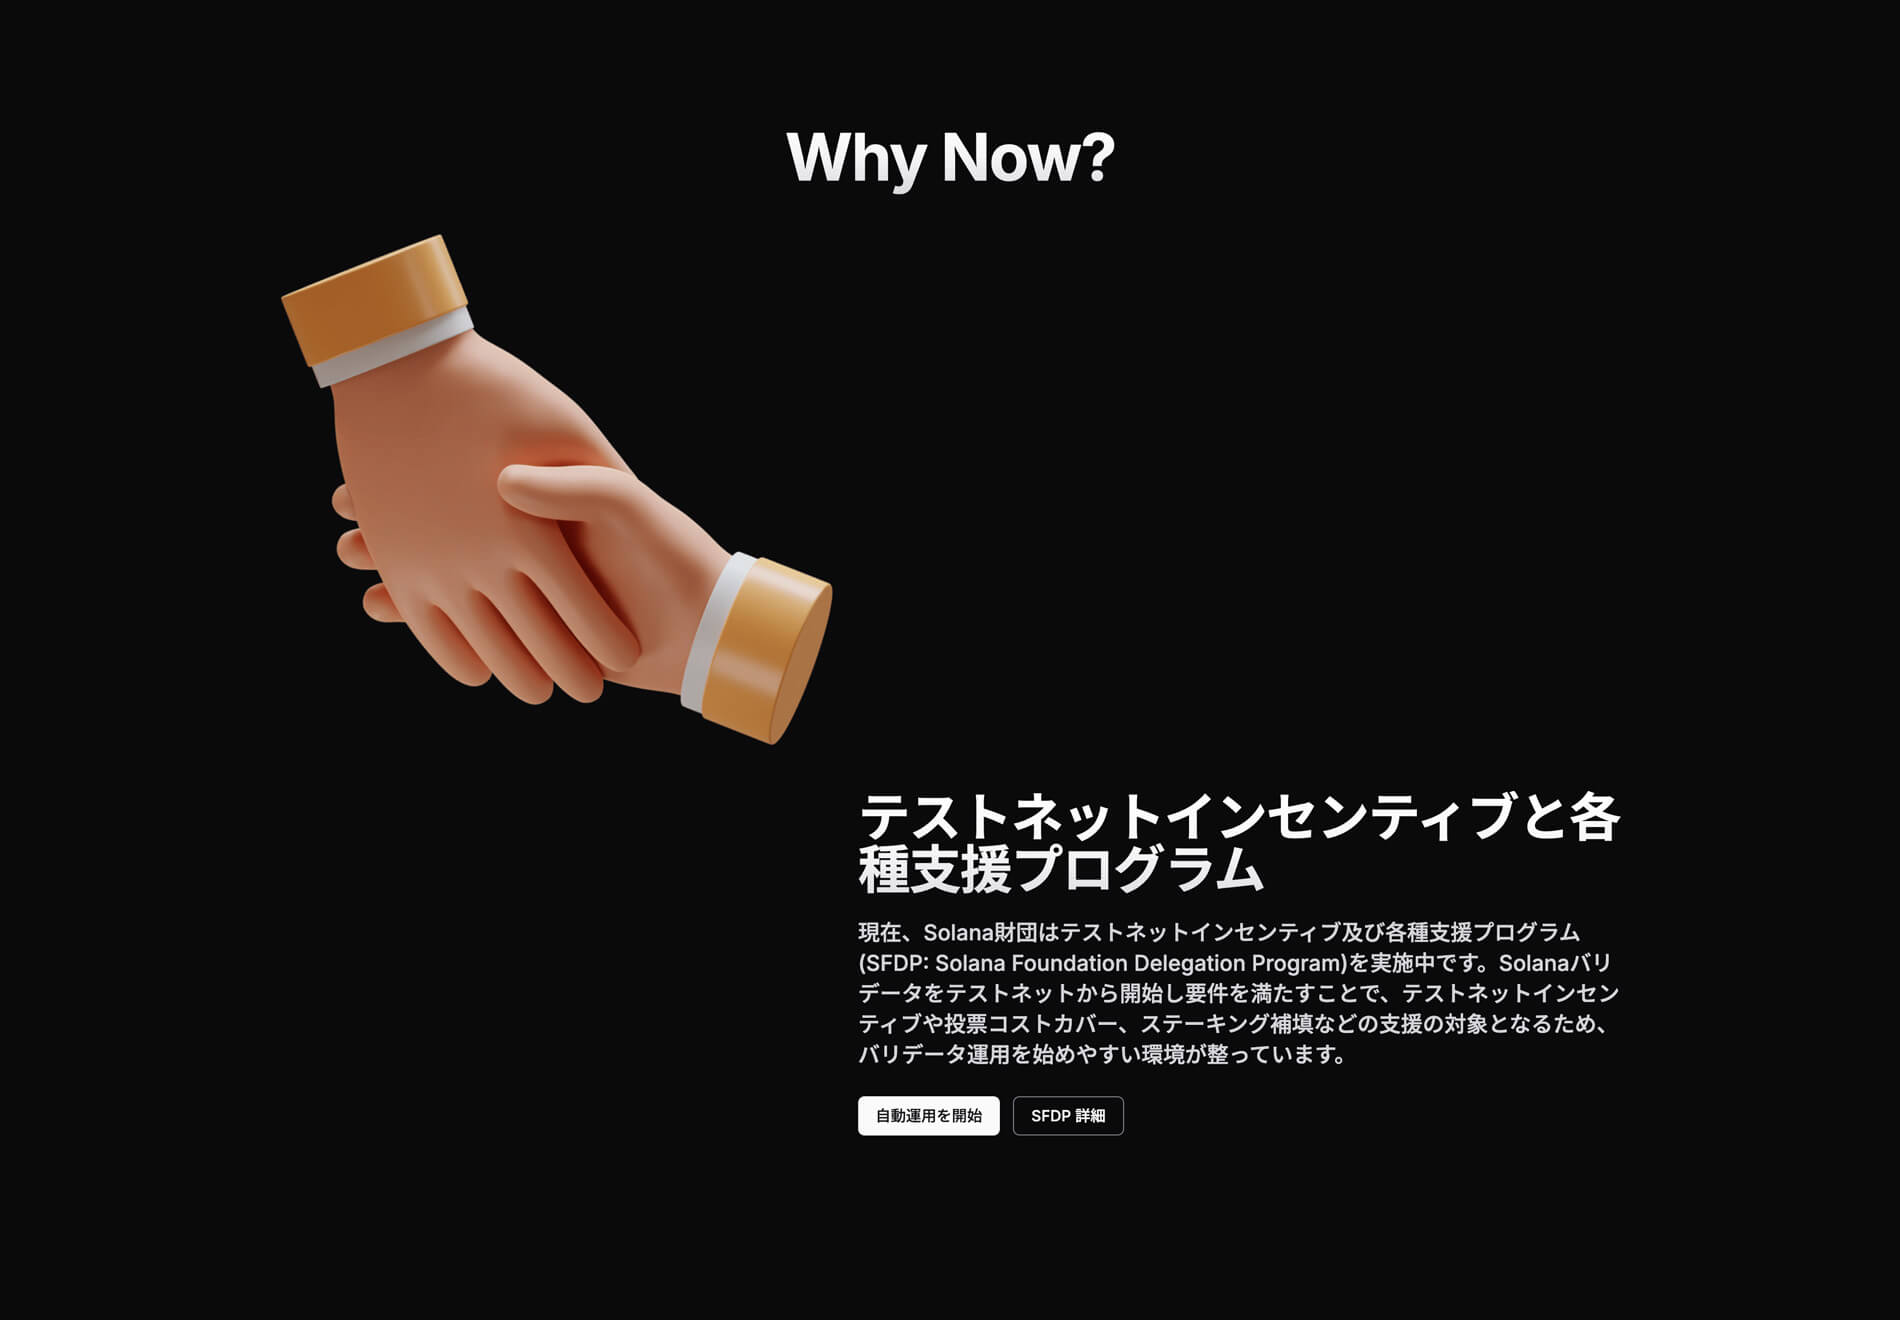 Why Now?
テストネットインセンティブと各
種支援プログラム
現在、Solana財団はテストネットインセンティブ及び各種支援プログラム
(SFDP: Solana Foundation Delegation Program)を実施中です。Solanaバリ
データをテストネットから開始し要件を満たすことで、テストネットインセン
ティブや投票コストカバー、ステーキング補填などの支援の対象となるため、
バリデータ運用を始めやすい環境が整っています。
自動運用を開始
SFDP 詳細